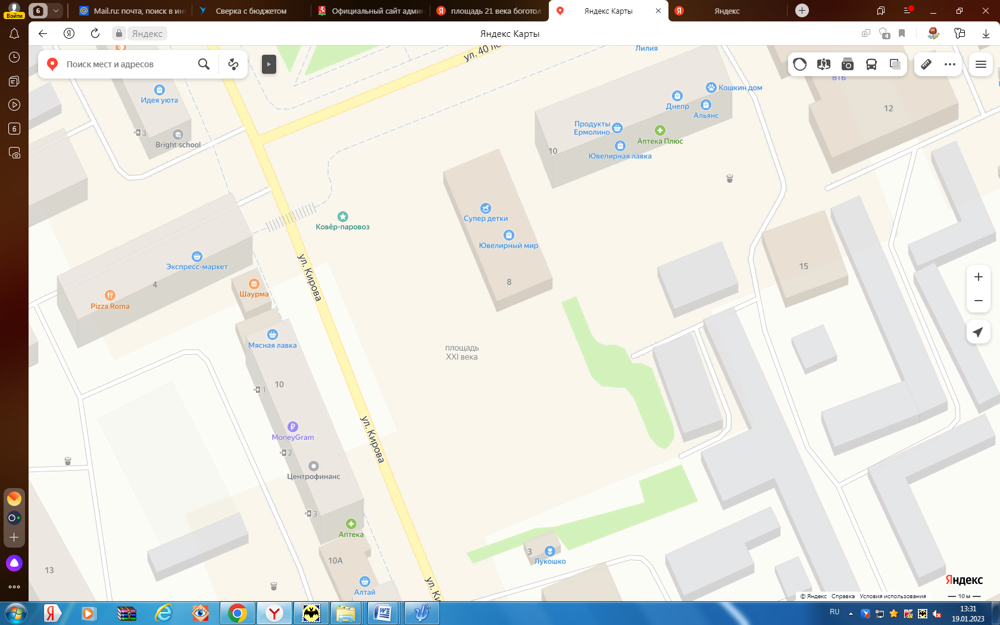 Войти
6
Mail.ru: почта, поиск в инт
Сверка с бюджетом
Официальный сайт админ
площадь 21 века боготол
Яндекс Карты
Яндекс
Яндекс
Яндекс Карты
4
6
Поиск мест и адресов
ул. 40 ле
Лилия
ВТБ
Идея уюта
3
Bright school
Кошкин дом
Днепр
Альянс
12
Продукты
Ермолино
Аптека Плюс
10
Ювелирная лавка
Супер детки
Ковёр-паровоз
Ювелирный мир
ул. Кирова
Экспресс-маркет
15
4
8
Шаурма
Pizza Roma
Мясная лавка
площадь
XXI века
10
1
ул. Кирова
MoneyGram
2
Центрофинанс
3
Аптека
3
Лукошко
10А
13
Алтай
ул. Ки
Яндекс
© Яндекс Справка Условия использования
10 м
RU
13:31
19.01.2023